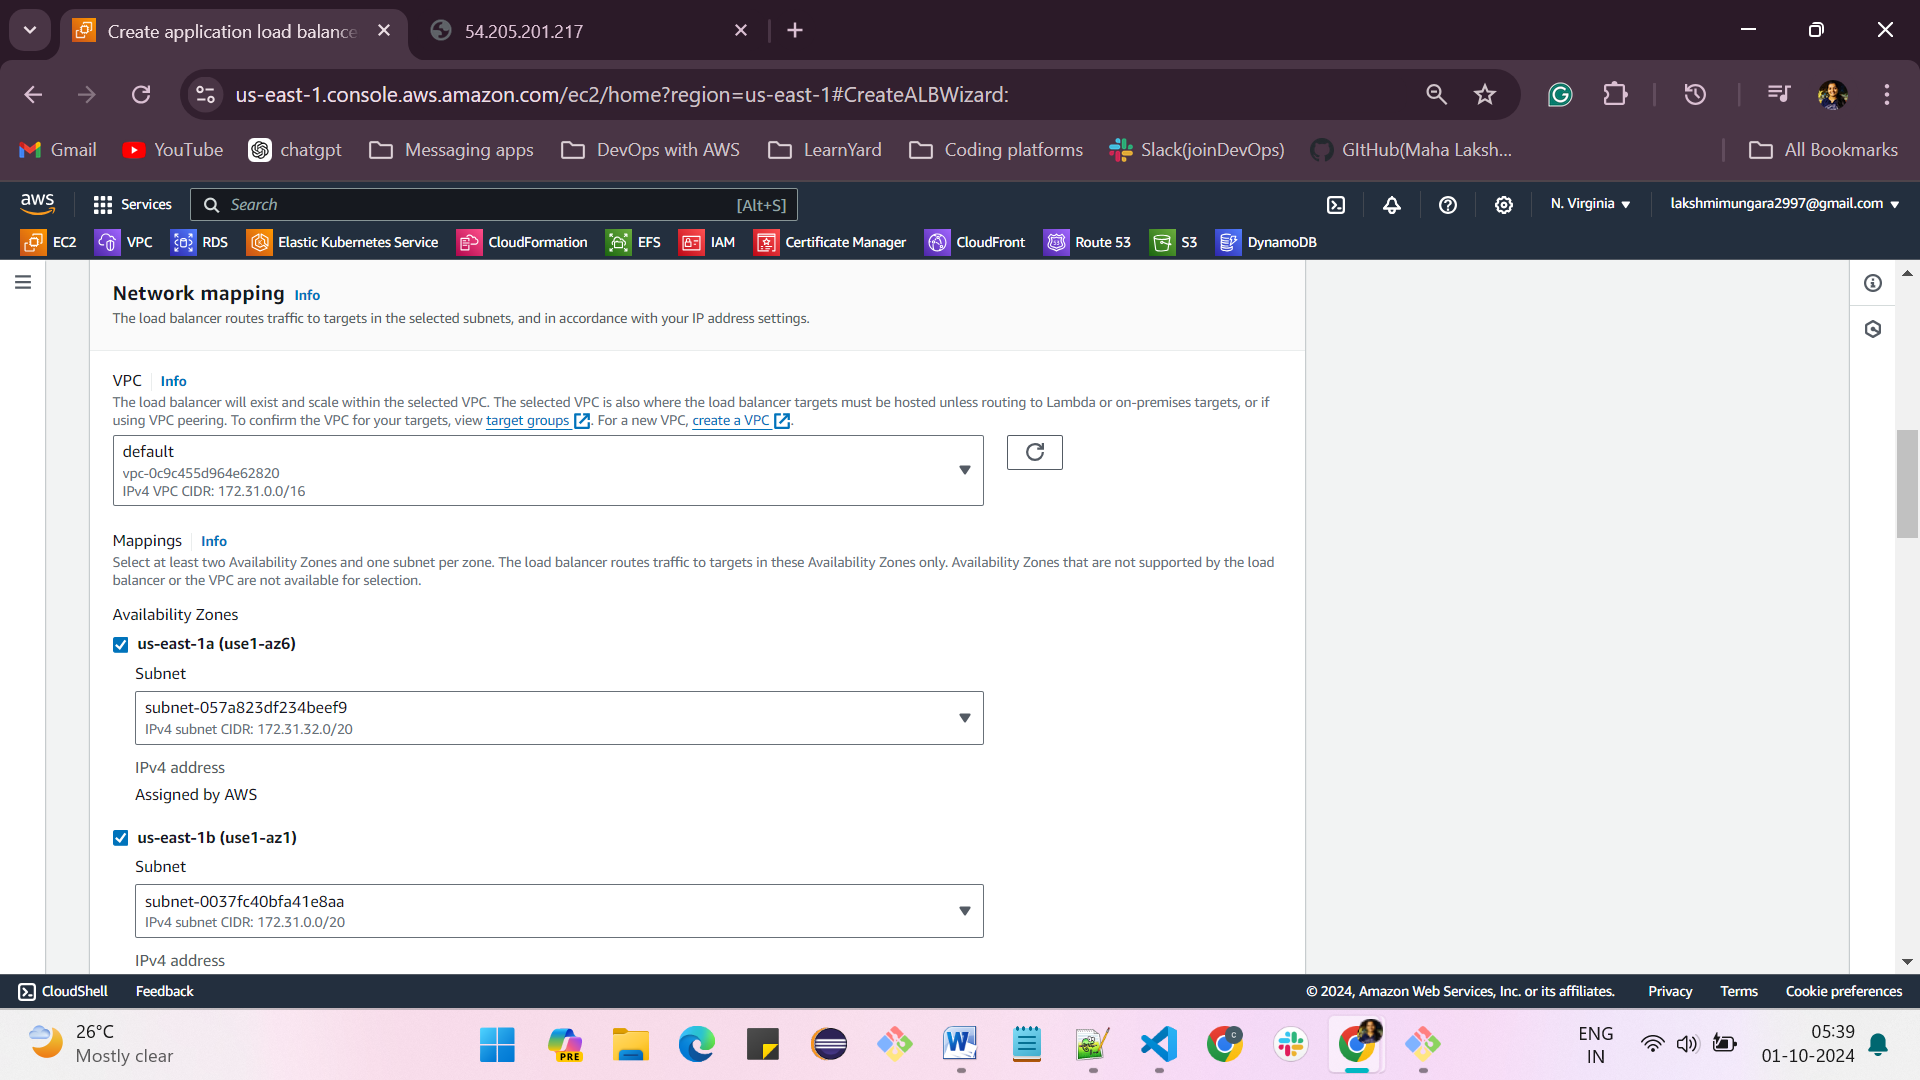 Create application load balance
54.205.201.217
us-east-1.console.aws.amazon.com/ec2/home?region=us-east-1#CreateALBWizard:
Gmail YouTube chatgpt Messaging apps DevOps with AWS LearnYard Coding platforms Slack(joinDevOps) GItHub(Maha Laksh... All Bookmarks
aws Services Search [Alt+S] N. Virginia lakshmimungara2997@gmail.com
EC2 VPC RDS Elastic Kubernetes Service CloudFormation EFS IAM Certificate Manager CloudFront Route 53 S3 DynamoDB
Network mapping Info
The load balancer routes traffic to targets in the selected subnets, and in accordance with your IP address settings.
VPC Info
The load balancer will exist and scale within the selected VPC. The selected VPC is also where the load balancer targets must be hosted unless routing to Lambda or on-premises targets, or if
using VPC peering. To confirm the VPC for your targets, view target groups. For a new VPC, create a VPC.
default
vpc-0c9c455d964e62820
IPv4 VPC CIDR: 172.31.0.0/16
Mappings Info
Select at least two Availability Zones and one subnet per zone. The load balancer routes traffic to targets in these Availability Zones only. Availability Zones that are not supported by the load
balancer or the VPC are not available for selection.
Availability Zones
us-east-1a (use1-az6)
Subnet
subnet-057a823df234beef9
IPv4 subnet CIDR: 172.31.32.0/20
IPv4 address
Assigned by AWS
us-east-1b (use1-az1)
Subnet
subnet-0037fc40bfa41e8aa
IPv4 subnet CIDR: 172.31.0.0/20
IPv4 address
CloudShell Feedback © 2024, Amazon Web Services, Inc. or its affiliates. Privacy Terms Cookie preferences
26°C
Mostly clear
PRE
ENG
IN
05:39
01-10-2024